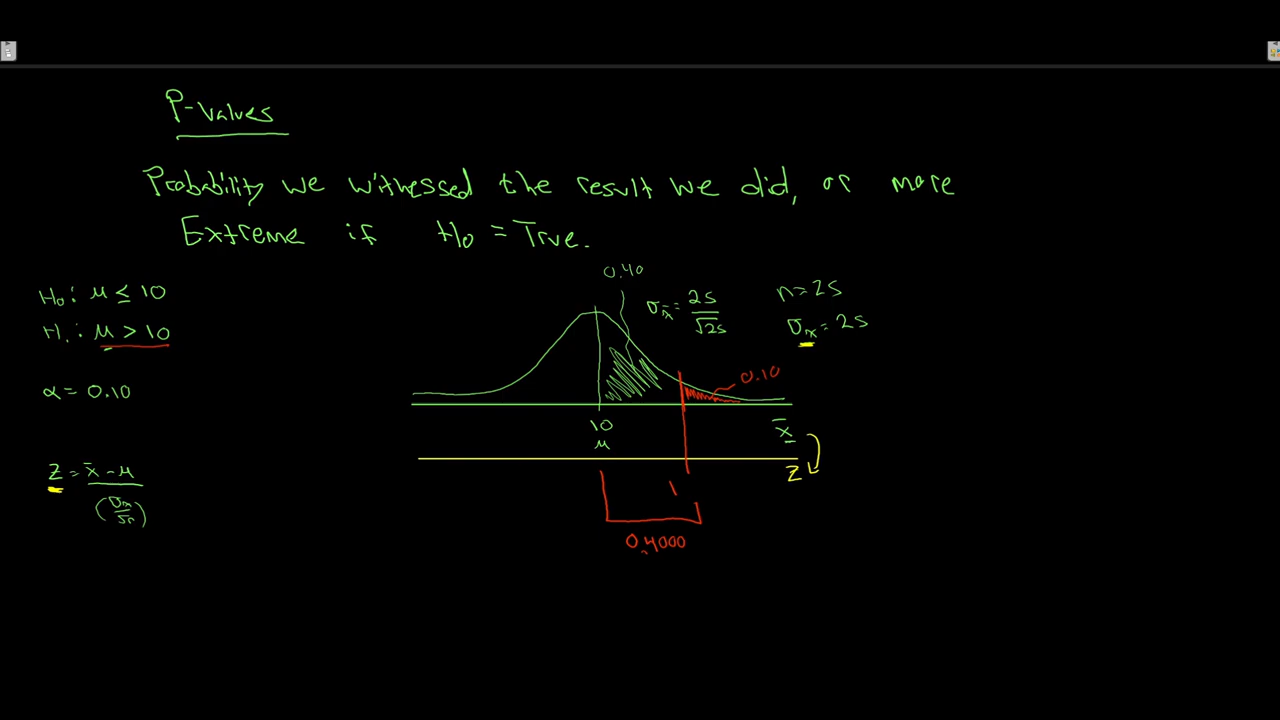 P-Values
Probability we witnessed the result we did, or more
Extreme if H₀ = True.
H₀: μ ≤ 10
H₁: μ > 10
α = 0.10
z = x̄ - μ
(σₓ/√n)
0.40
σx̄ = 25/√25
n = 25
σₓ = 25
0.10
10
μ
x̄
z
1
0.4000